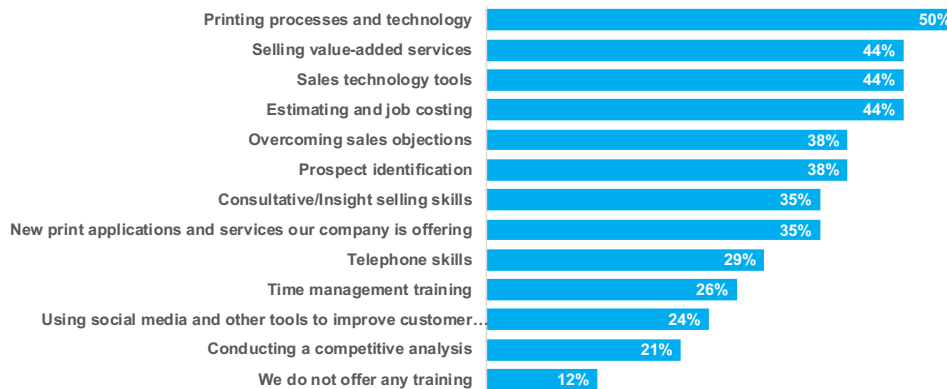 Printing processes and technology 50%
Selling value-added services 44%
Sales technology tools 44%
Estimating and job costing 44%
Overcoming sales objections 38%
Prospect identification 38%
Consultative/Insight selling skills 35%
New print applications and services our company is offering 35%
Telephone skills 29%
Time management training 26%
Using social media and other tools to improve customer… 24%
Conducting a competitive analysis 21%
We do not offer any training 12%